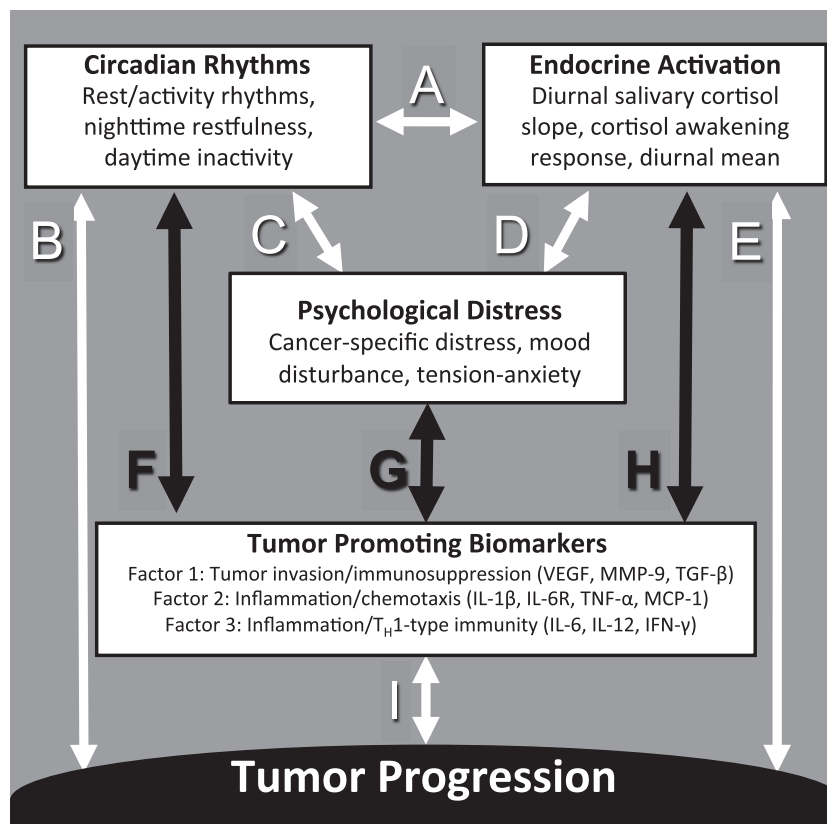 Circadian Rhythms
Rest/activity rhythms,
nighttime restfulness,
daytime inactivity
A
Endocrine Activation
Diurnal salivary cortisol
slope, cortisol awakening
response, diurnal mean
B
C
D
E
Psychological Distress
Cancer-specific distress, mood
disturbance, tension-anxiety
F
G
H
Tumor Promoting Biomarkers
Factor 1: Tumor invasion/immunosuppression (VEGF, MMP-9, TGF-β)
Factor 2: Inflammation/chemotaxis (IL-1β, IL-6R, TNF-α, MCP-1)
Factor 3: Inflammation/TH1-type immunity (IL-6, IL-12, IFN-γ)
I
Tumor Progression